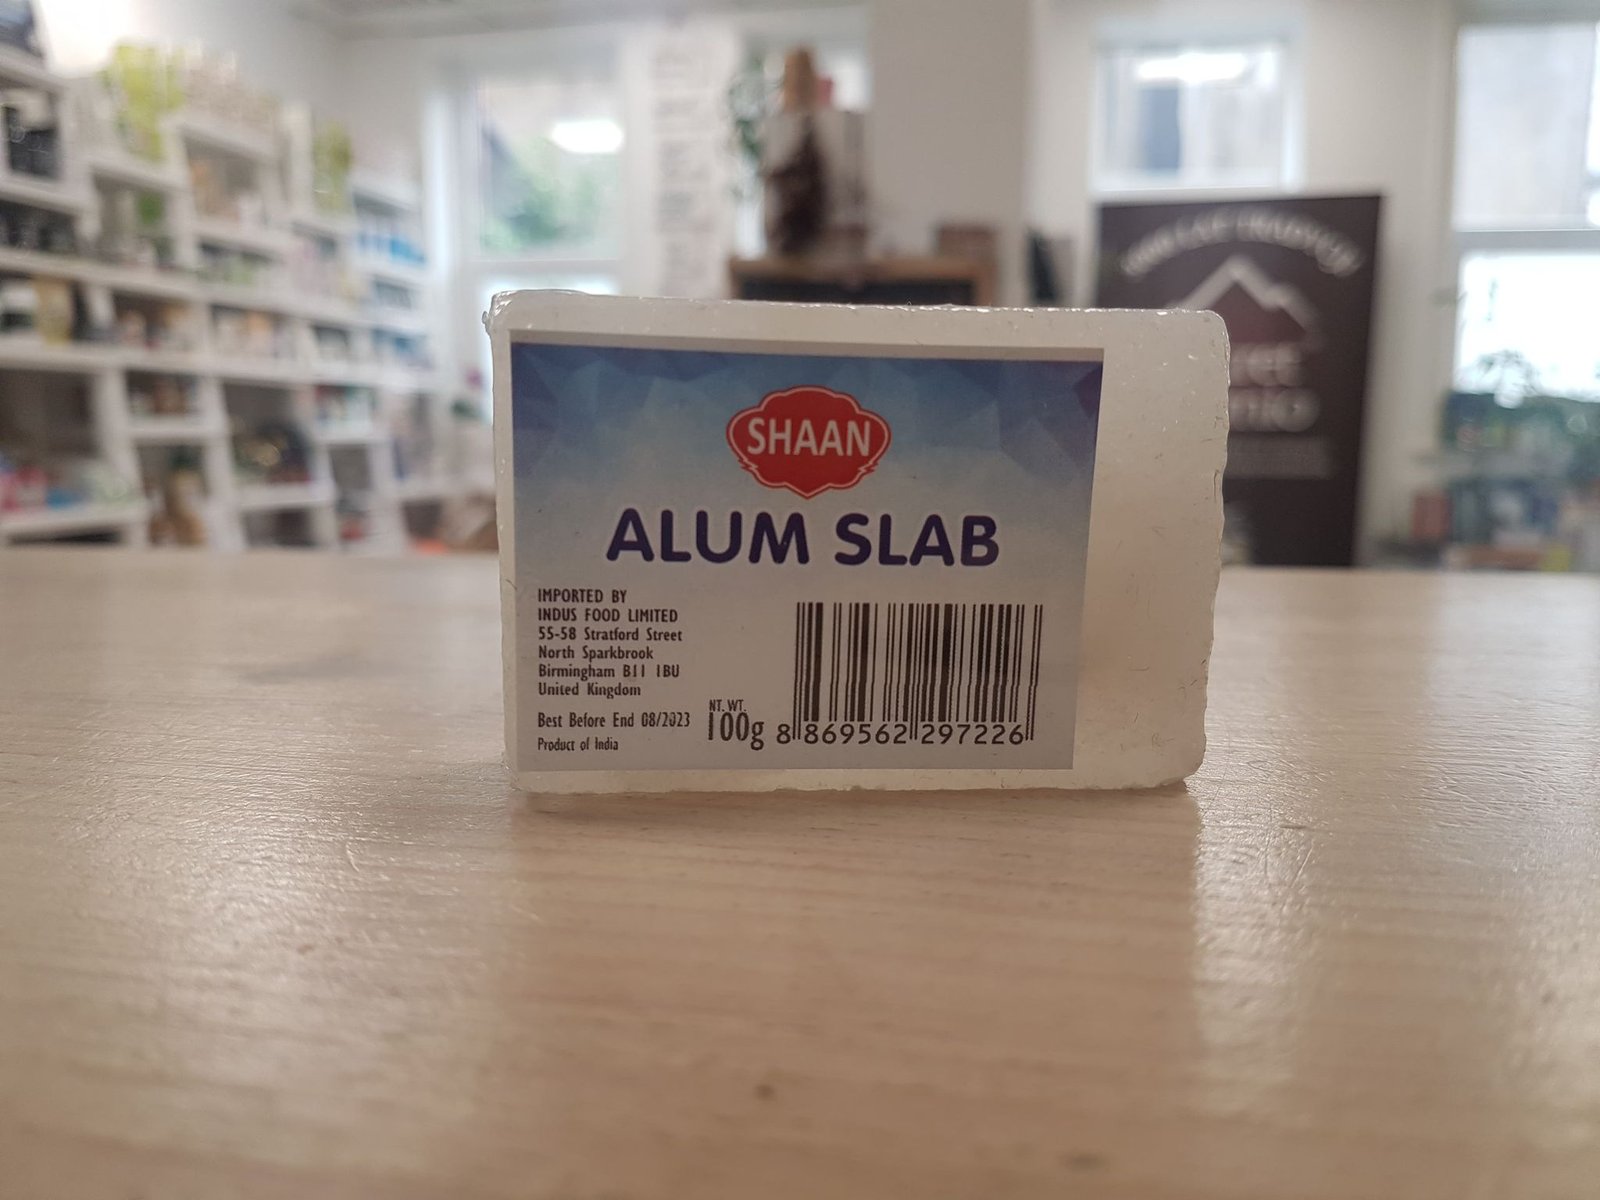 SHAAN
ALUM SLAB
IMPORTED BY
INDUS FOOD LIMITED
55-58 Stratford Street
North Sparkbrook
Birmingham B11 1BU
United Kingdom
Best Before End 08/2023
Product of India
NT. WT.
100g
8 869562 297226